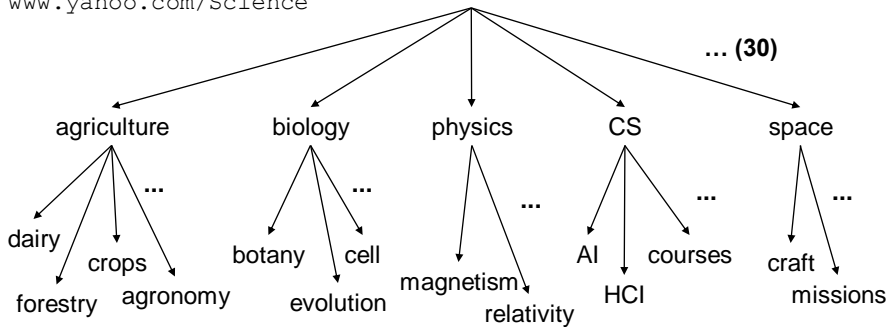 www.yahoo.com/Science
... (30)
agriculture biology physics CS space
... ... ... ... ...
dairy botany cell AI courses craft
crops magnetism missions
forestry agronomy evolution HCI
relativity